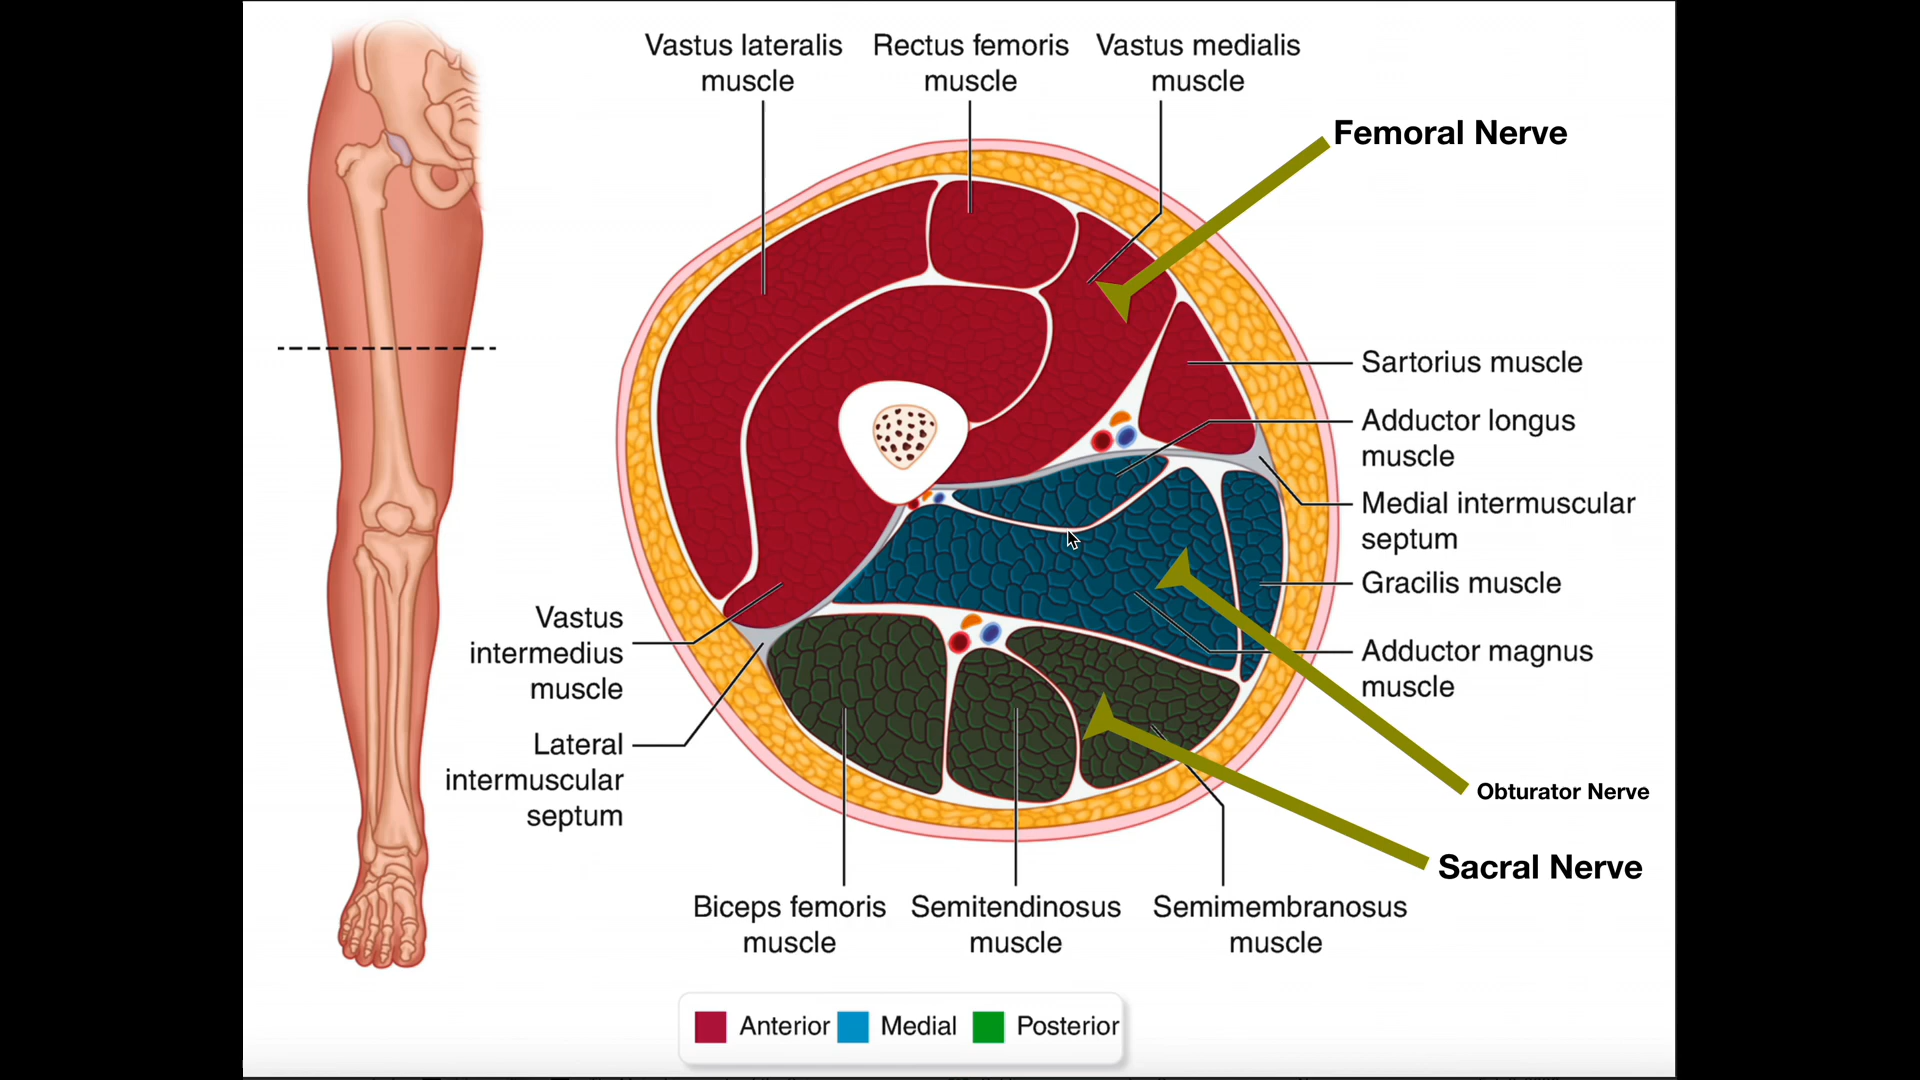 Vastus lateralis
muscle
Rectus femoris
muscle
Vastus medialis
muscle
Femoral Nerve
Sartorius muscle
Adductor longus
muscle
Medial intermuscular
septum
Gracilis muscle
Adductor magnus
muscle
Vastus
intermedius
muscle
Lateral
intermuscular
septum
Obturator Nerve
Sacral Nerve
Biceps femoris
muscle
Semitendinosus
muscle
Semimembranosus
muscle
Anterior Medial Posterior